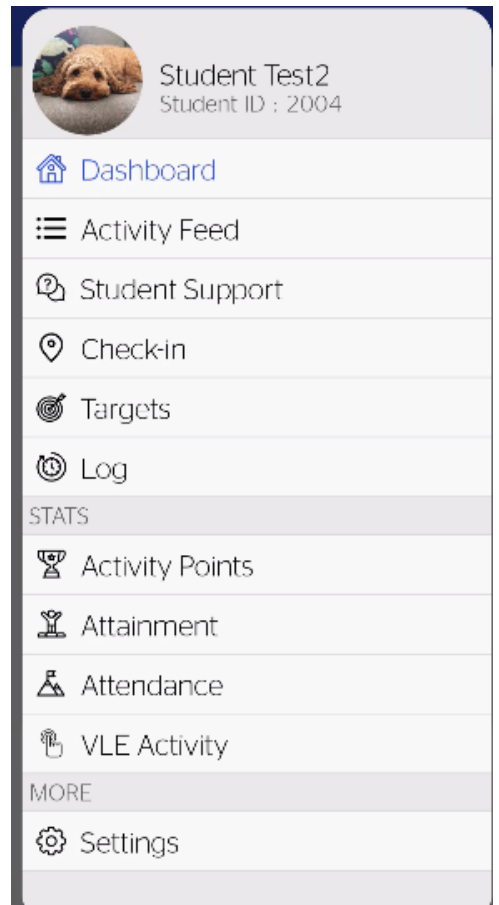 Student Test2
Student ID : 2004
Dashboard
Activity Feed
Student Support
Check-in
Targets
Log
STATS
Activity Points
Attainment
Attendance
VLE Activity
MORE
Settings